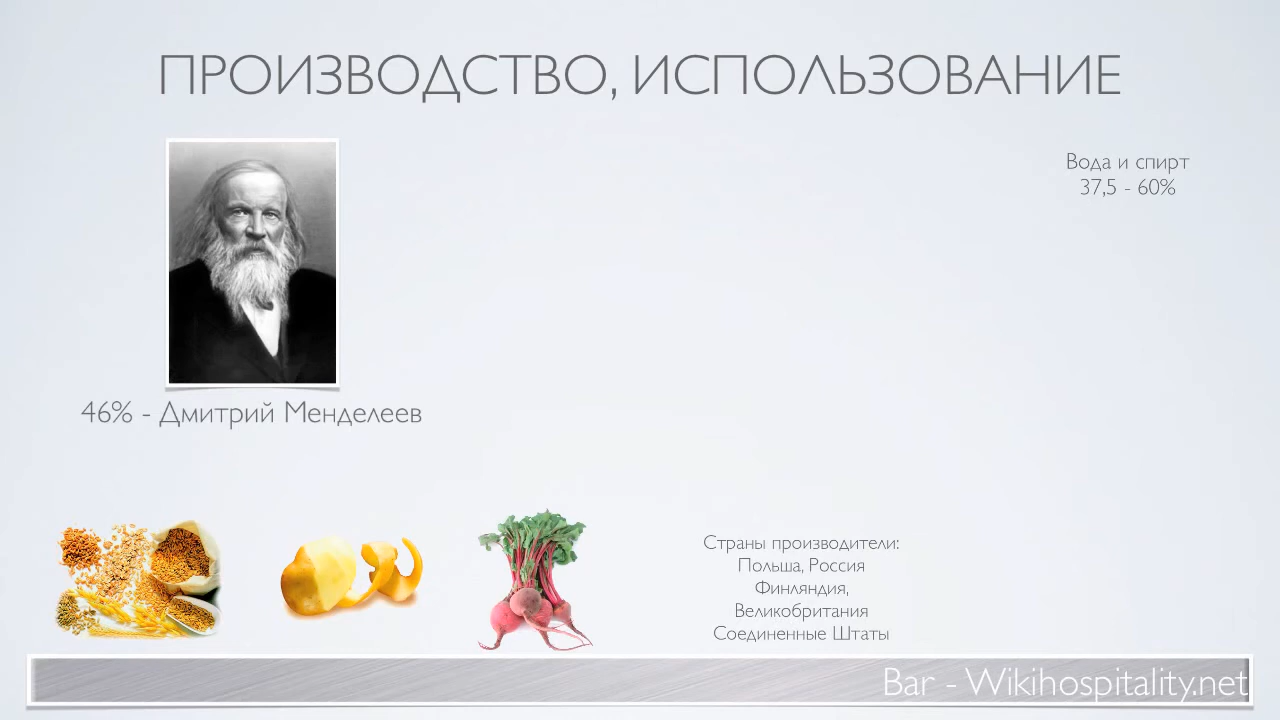 ПРОИЗВОДСТВО, ИСПОЛЬЗОВАНИЕ
Вода и спирт
37,5 - 60%
46% - Дмитрий Менделеев
Страны производители:
Польша, Россия
Финляндия,
Великобритания
Соединенные Штаты
Bar - Wikihospitality.net